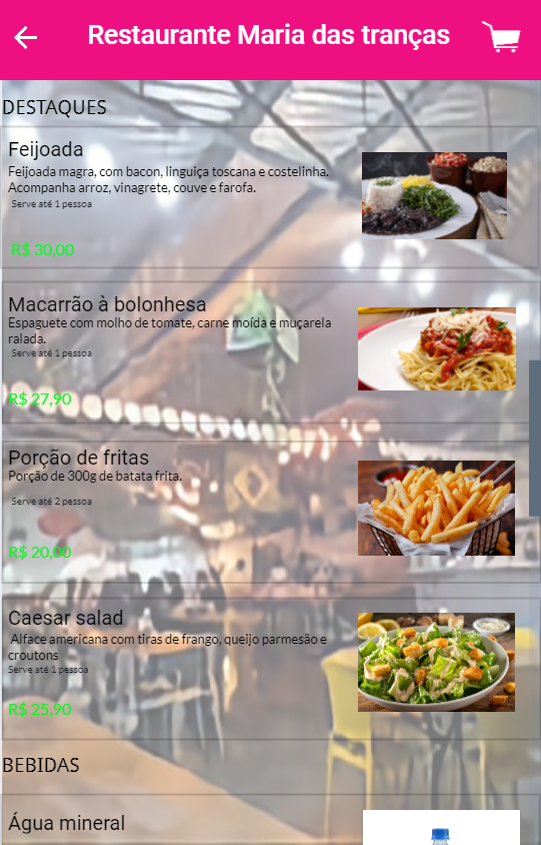 Restaurante Maria das tranças
DESTAQUES
Feijoada
Feijoada magra, com bacon, linguiça toscana e costelinha.
Acompanha arroz, vinagrete, couve e farofa.
Serve até 1 pessoa
R$ 30,00
Macarrão à bolonhesa
Espaguete com molho de tomate, carne moída e muçarela
ralada.
Serve até 1 pessoa
R$ 27,90
Porção de fritas
Porção de 300g de batata frita.
Serve até 2 pessoa
R$ 20,00
Caesar salad
Alface americana com tiras de frango, queijo parmesão e
croutons
Serve até 1 pessoa
R$ 25,90
BEBIDAS
Água mineral